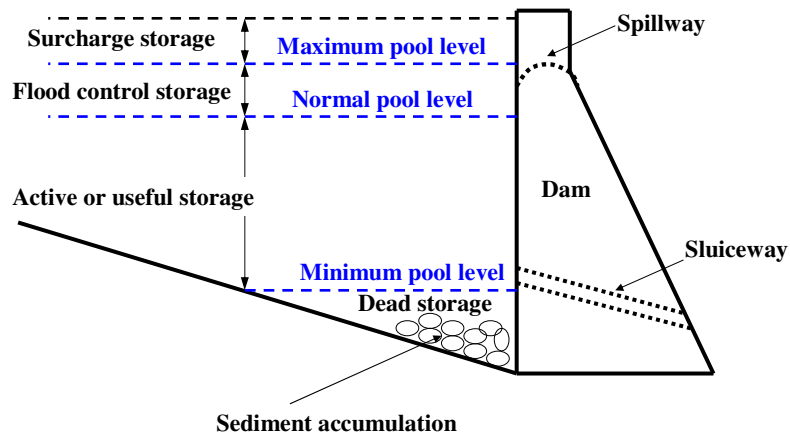 Spillway
Surcharge storage
Maximum pool level
Flood control storage
Normal pool level
Dam
Active or useful storage
Sluiceway
Minimum pool level
Dead storage
Sediment accumulation